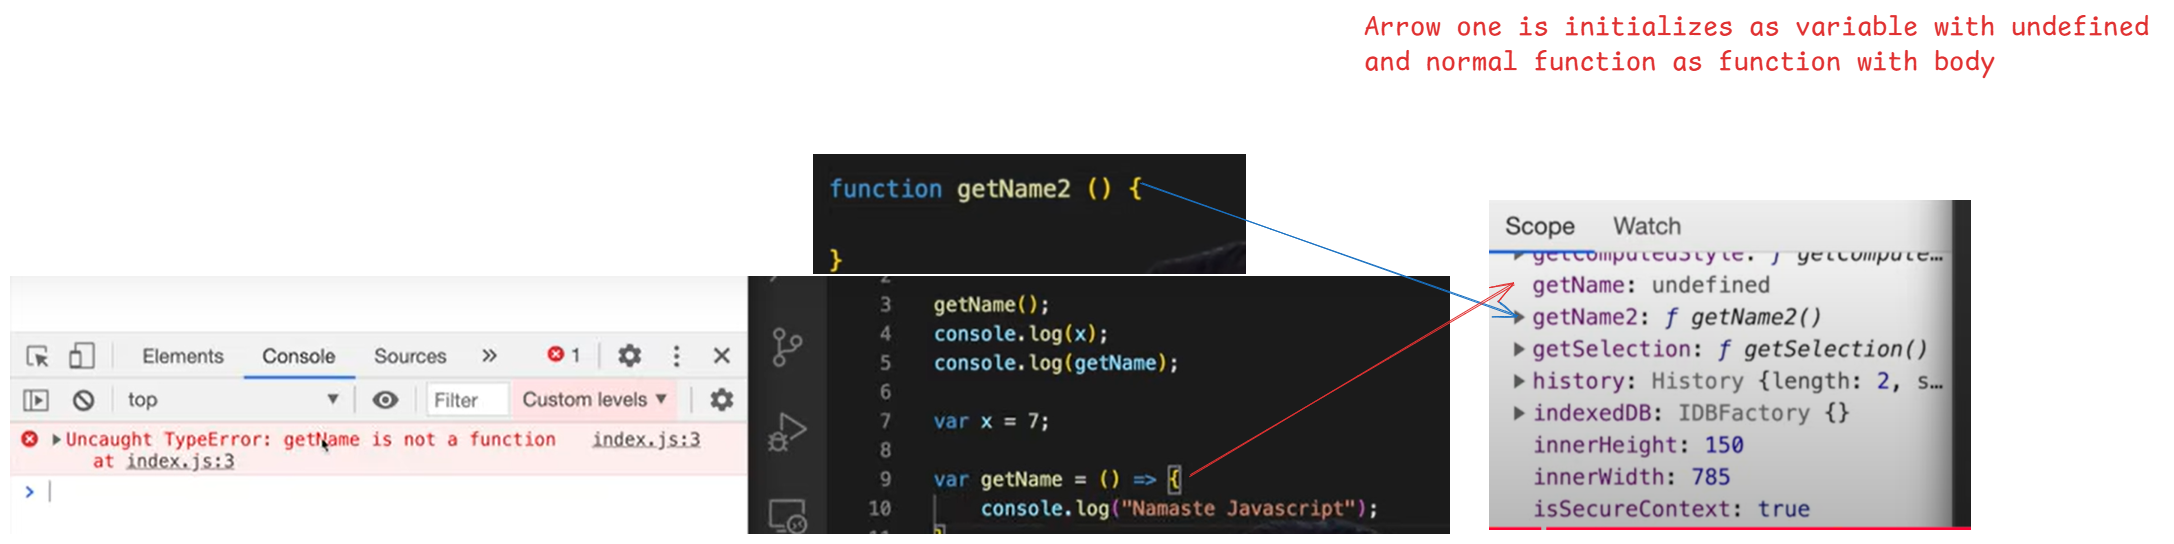 Arrow one is initializes as variable with undefined
and normal function as function with body
function getName2 () {
}
Elements Console Sources » 1
top Filter Custom levels ▼
Uncaught TypeError: getName is not a function index.js:3
at index.js:3
>
2
3 getName();
4 console.log(x);
5 console.log(getName);
6
7 var x = 7;
8
9 var getName = () => {
10 console.log("Namaste Javascript");
11 }
Scope Watch
getComputedStyle: ƒ getCompute…
getName: undefined
getName2: ƒ getName2()
getSelection: ƒ getSelection()
history: History {length: 2, s…
indexedDB: IDBFactory {}
innerHeight: 150
innerWidth: 785
isSecureContext: true